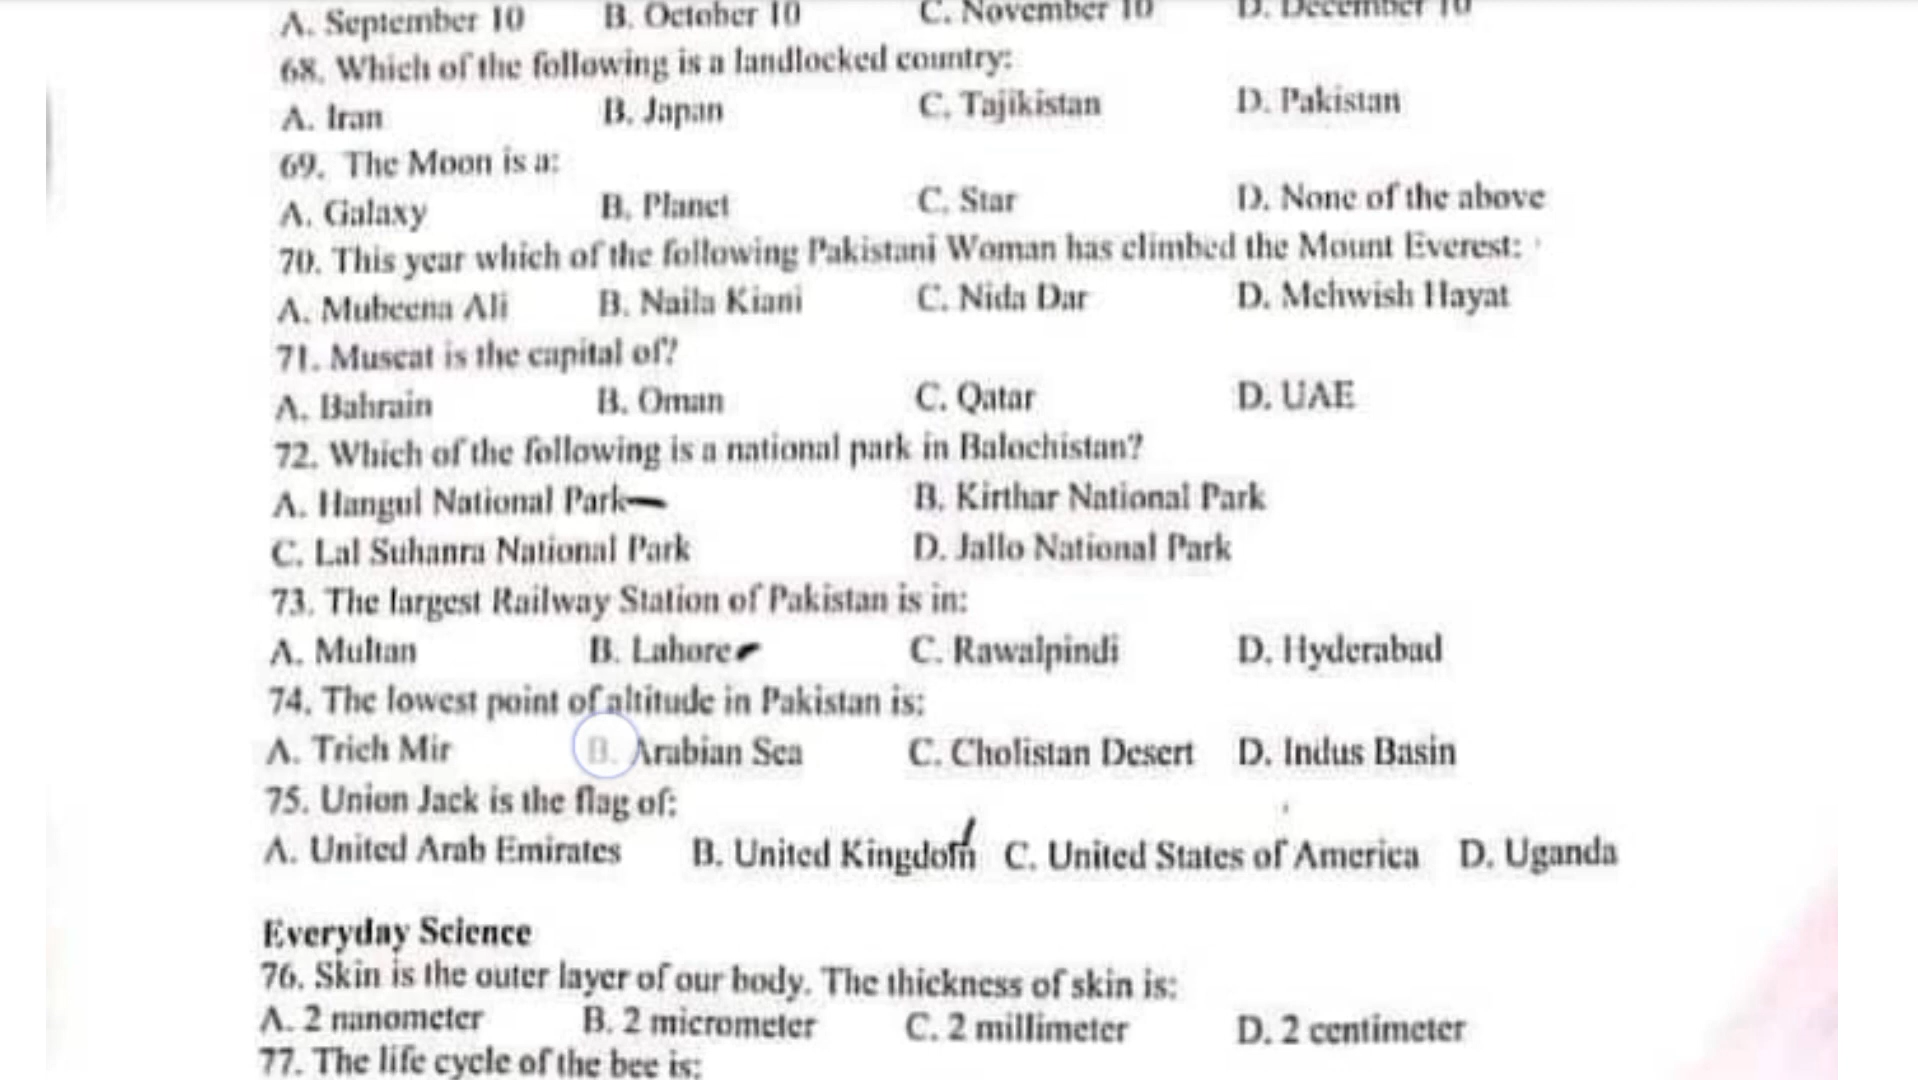 A. September 10 B. October 10 C. November 10 D. December 10
68. Which of the following is a landlocked country:
A. Iran B. Japan C. Tajikistan D. Pakistan
69. The Moon is a:
A. Galaxy B. Planet C. Star D. None of the above
70. This year which of the following Pakistani Woman has climbed the Mount Everest:
A. Mubeena Ali B. Naila Kiani C. Nida Dar D. Mehwish Hayat
71. Muscat is the capital of?
A. Bahrain B. Oman C. Qatar D. UAE
72. Which of the following is a national park in Balochistan?
A. Hangul National Park B. Kirthar National Park
C. Lal Suhanra National Park D. Jallo National Park
73. The largest Railway Station of Pakistan is in:
A. Multan B. Lahore C. Rawalpindi D. Hyderabad
74. The lowest point of altitude in Pakistan is:
A. Trich Mir B. Arabian Sea C. Cholistan Desert D. Indus Basin
75. Union Jack is the flag of:
A. United Arab Emirates B. United Kingdom C. United States of America D. Uganda
Everyday Science
76. Skin is the outer layer of our body. The thickness of skin is:
A. 2 nanometer B. 2 micrometer C. 2 millimeter D. 2 centimeter
77. The life cycle of the bee is: